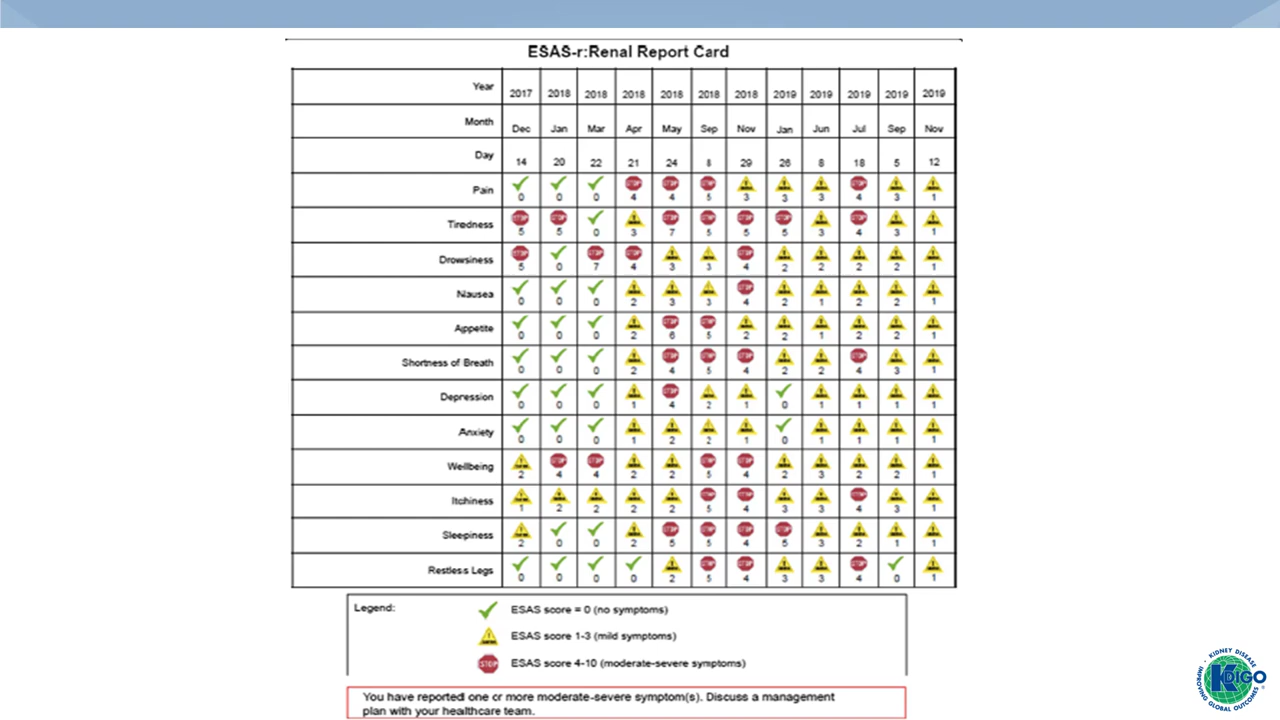 ESAS-r:Renal Report Card
Year 2017 2018 2018 2018 2018 2018 2018 2019 2019 2019 2019 2019
Month Dec Jan Mar Apr May Sep Nov Jan Jun Jul Sep Nov
Day 14 20 22 21 24 8 29 26 8 18 5 12
Pain 0 0 0 4 4 5 3 3 3 4 3 1
Tiredness 5 5 0 3 7 5 5 5 3 4 3 1
Drowsiness 5 0 7 4 3 3 4 2 2 2 2 1
Nausea 0 0 0 2 3 3 4 2 1 2 2 1
Appetite 0 0 0 2 6 5 2 2 1 2 2 1
Shortness of Breath 0 0 0 2 4 5 4 2 2 4 3 1
Depression 0 0 0 1 4 2 1 0 1 1 1 1
Anxiety 0 0 0 1 2 2 1 0 1 1 1 1
Wellbeing 2 4 4 2 2 5 4 2 3 2 2 1
Itchiness 1 2 2 2 2 5 4 3 3 4 3 1
Sleepiness 2 0 0 2 5 5 4 5 3 2 1 1
Restless Legs 0 0 0 0 2 5 4 3 3 4 0 1
Legend:
ESAS score = 0 (no symptoms)
ESAS score 1-3 (mild symptoms)
STOP ESAS score 4-10 (moderate-severe symptoms)
You have reported one or more moderate-severe symptom(s). Discuss a management
plan with your healthcare team.
KIDNEY DISEASE
KDIGO
IMPROVING GLOBAL OUTCOMES